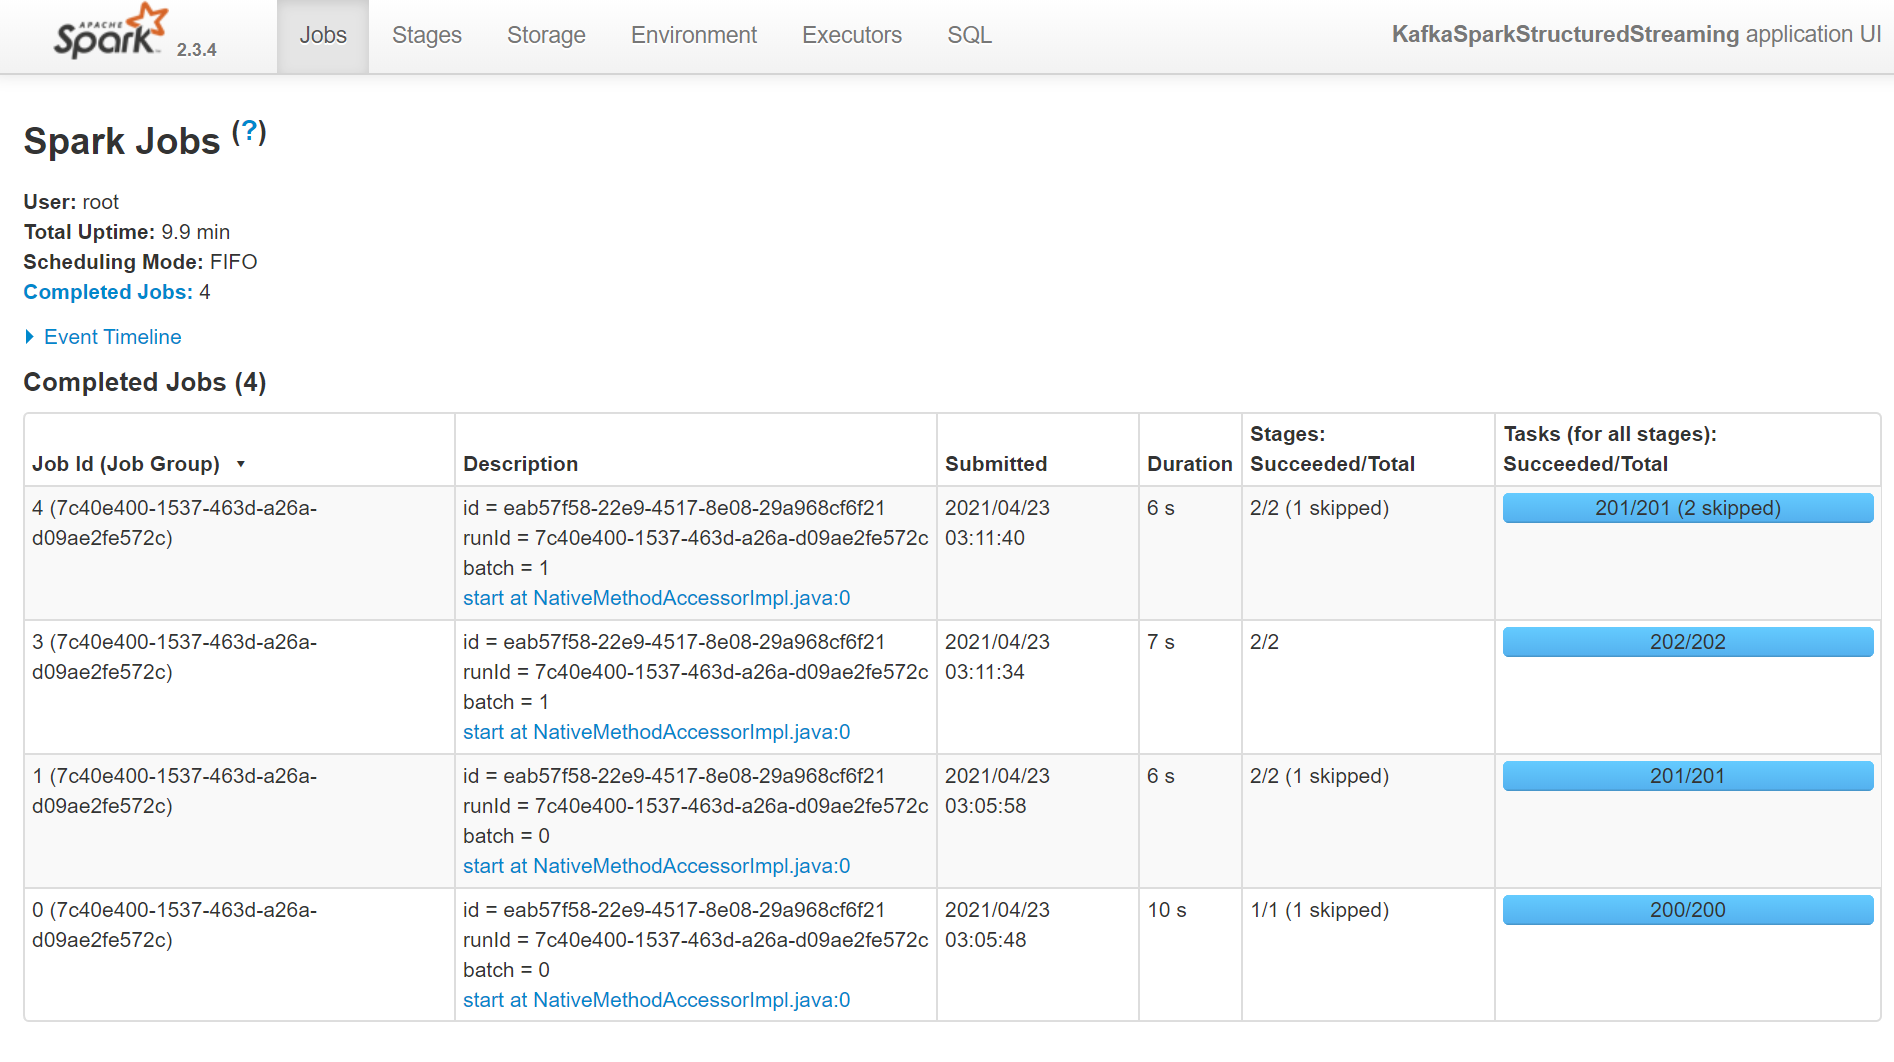 APACHE
Spark 2.3.4
Jobs
Stages
Storage
Environment
Executors
SQL
KafkaSparkStructuredStreaming application UI
Spark Jobs (?)
User: root
Total Uptime: 9.9 min
Scheduling Mode: FIFO
Completed Jobs: 4
Event Timeline
Completed Jobs (4)
Job Id (Job Group) ▾
Description
Submitted
Duration
Stages:
Succeeded/Total
Tasks (for all stages):
Succeeded/Total
4 (7c40e400-1537-463d-a26a-
d09ae2fe572c)
id = eab57f58-22e9-4517-8e08-29a968cf6f21
runId = 7c40e400-1537-463d-a26a-d09ae2fe572c
batch = 1
start at NativeMethodAccessorImpl.java:0
2021/04/23
03:11:40
6 s
2/2 (1 skipped)
201/201 (2 skipped)
3 (7c40e400-1537-463d-a26a-
d09ae2fe572c)
id = eab57f58-22e9-4517-8e08-29a968cf6f21
runId = 7c40e400-1537-463d-a26a-d09ae2fe572c
batch = 1
start at NativeMethodAccessorImpl.java:0
2021/04/23
03:11:34
7 s
2/2
202/202
1 (7c40e400-1537-463d-a26a-
d09ae2fe572c)
id = eab57f58-22e9-4517-8e08-29a968cf6f21
runId = 7c40e400-1537-463d-a26a-d09ae2fe572c
batch = 0
start at NativeMethodAccessorImpl.java:0
2021/04/23
03:05:58
6 s
2/2 (1 skipped)
201/201
0 (7c40e400-1537-463d-a26a-
d09ae2fe572c)
id = eab57f58-22e9-4517-8e08-29a968cf6f21
runId = 7c40e400-1537-463d-a26a-d09ae2fe572c
batch = 0
start at NativeMethodAccessorImpl.java:0
2021/04/23
03:05:48
10 s
1/1 (1 skipped)
200/200